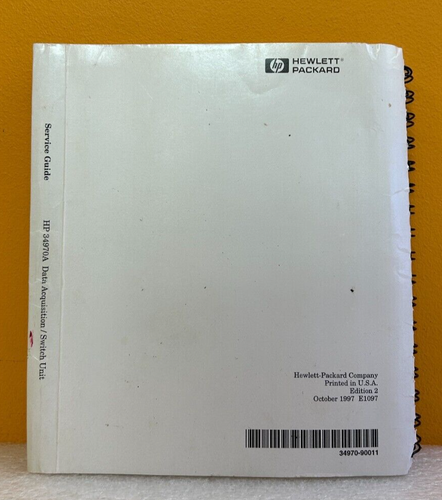 hp HEWLETT®
PACKARD
Service Guide HP 34970A Data Acquisition / Switch Unit
Hewlett-Packard Company
Printed in U.S.A.
Edition 2
October 1997 E1097
34970-90011